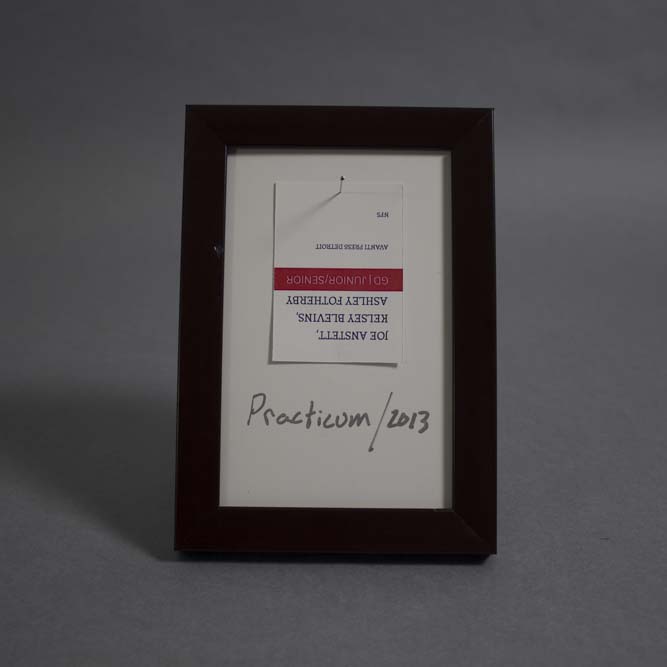 JOE ANSTETT,
KELSEY BLEVINS,
ASHLEY FOTHERBY
GD | JUNIOR/SENIOR
AVANTI PRESS DETROIT
NFS
Practicum/2013